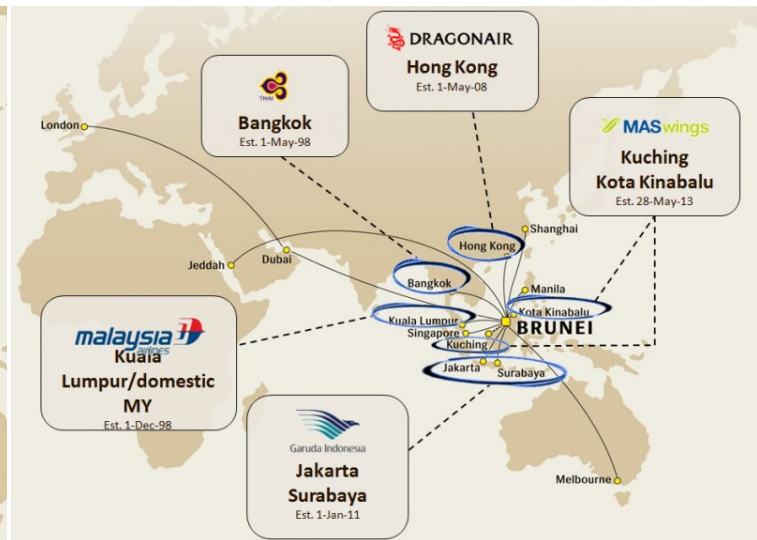 DRAGONAIR
Hong Kong
Est. 1-May-08
THAI
Bangkok
Est. 1-May-98
MASwings
Kuching
Kota Kinabalu
Est. 28-May-13
London
Shanghai
Hong Kong
Dubai
Jeddah
Bangkok
Manila
Kota Kinabalu
Kuala Lumpur
BRUNEI
Singapore
Kuching
Jakarta
Surabaya
Melbourne
malaysia
airlines
Kuala
Lumpur/domestic
MY
Est. 1-Dec-98
Garuda Indonesia
Jakarta
Surabaya
Est. 1-Jan-11